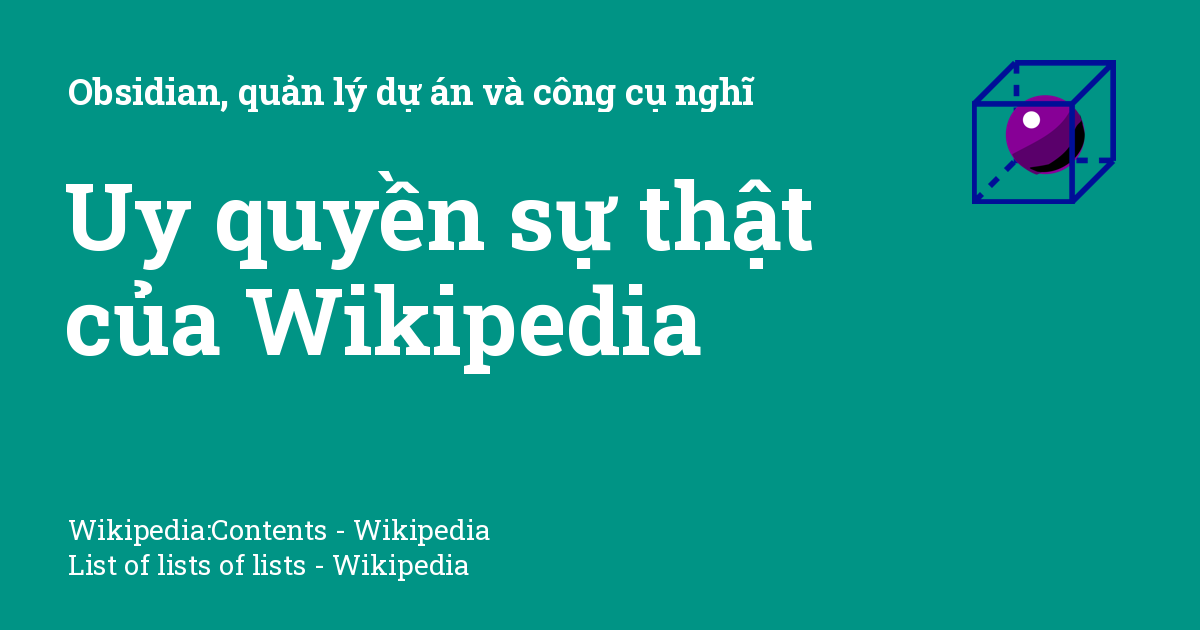 Obsidian, quản lý dự án và công cụ nghĩ
Uy quyền sự thật
của Wikipedia
Wikipedia:Contents - Wikipedia
List of lists of lists - Wikipedia